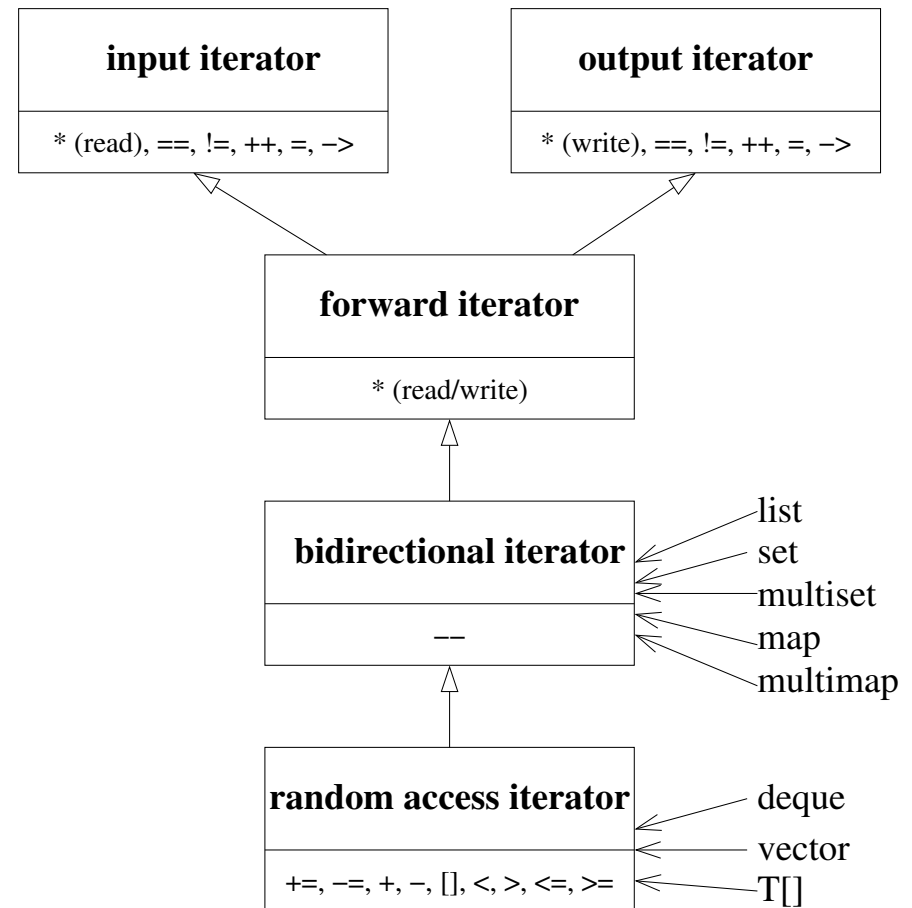 input iterator
* (read), ==, !=, ++, =, −>
output iterator
* (write), ==, !=, ++, =, −>
forward iterator
* (read/write)
bidirectional iterator
−−
list
set
multiset
map
multimap
random access iterator
+=, −=, +, −, [], <, >, <=, >=
deque
vector
T[]